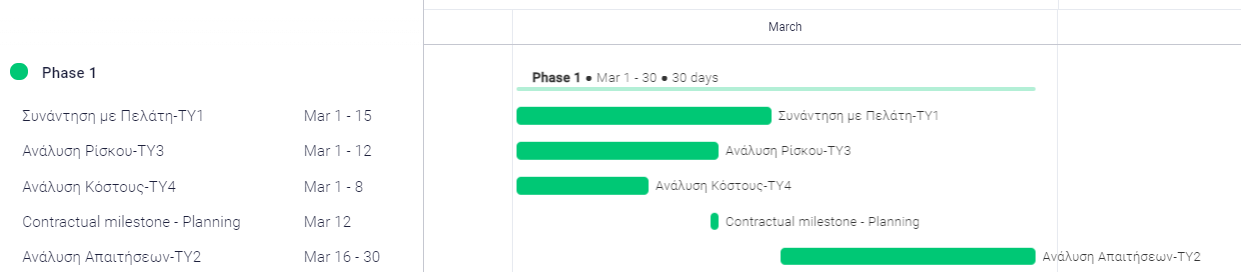 March
Phase 1
Phase 1 ● Mar 1 - 30 ● 30 days
Συνάντηση με Πελάτη-ΤΥ1 Mar 1 - 15 Συνάντηση με Πελάτη-ΤΥ1
Ανάλυση Ρίσκου-ΤΥ3 Mar 1 - 12 Ανάλυση Ρίσκου-ΤΥ3
Ανάλυση Κόστους-ΤΥ4 Mar 1 - 8 Ανάλυση Κόστους-ΤΥ4
Contractual milestone - Planning Mar 12 Contractual milestone - Planning
Ανάλυση Απαιτήσεων-ΤΥ2 Mar 16 - 30 Ανάλυση Απαιτήσεων-ΤΥ2